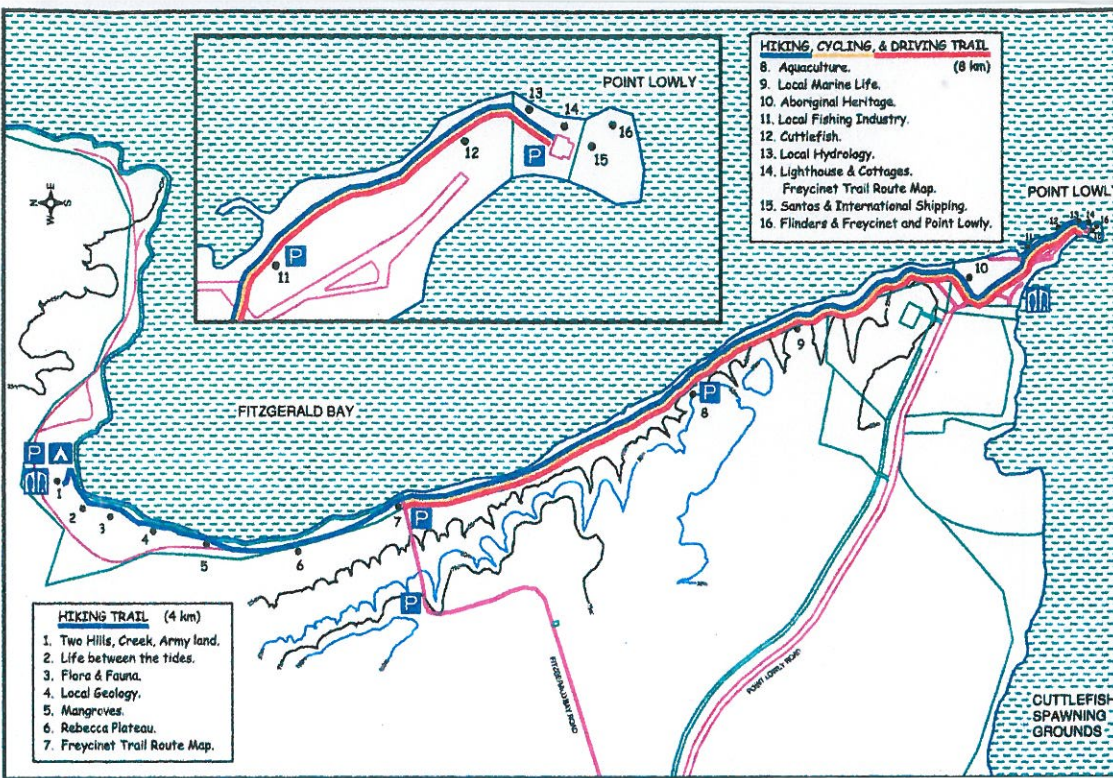 POINT LOWLY
13
14
16
12
15
P
P
11
HIKING, CYCLING, & DRIVING TRAIL
8. Aquaculture. (8 km)
9. Local Marine Life.
10. Aboriginal Heritage.
11. Local Fishing Industry.
12. Cuttlefish.
13. Local Hydrology.
14. Lighthouse & Cottages.
Freycinet Trail Route Map.
15. Santos & International Shipping.
16. Flinders & Freycinet and Point Lowly.
N
E
S
W
POINT LOWLY
10
9
FITZGERALD BAY
P
8
P
1
2
3
4
5
6
7
P
P
HIKING TRAIL (4 km)
1. Two Hills, Creek, Army land.
2. Life between the tides.
3. Flora & Fauna.
4. Local Geology.
5. Mangroves.
6. Rebecca Plateau.
7. Freycinet Trail Route Map.
FITZGERALD BAY ROAD
POINT LOWLY ROAD
CUTTLEFISH
SPAWNING
GROUNDS